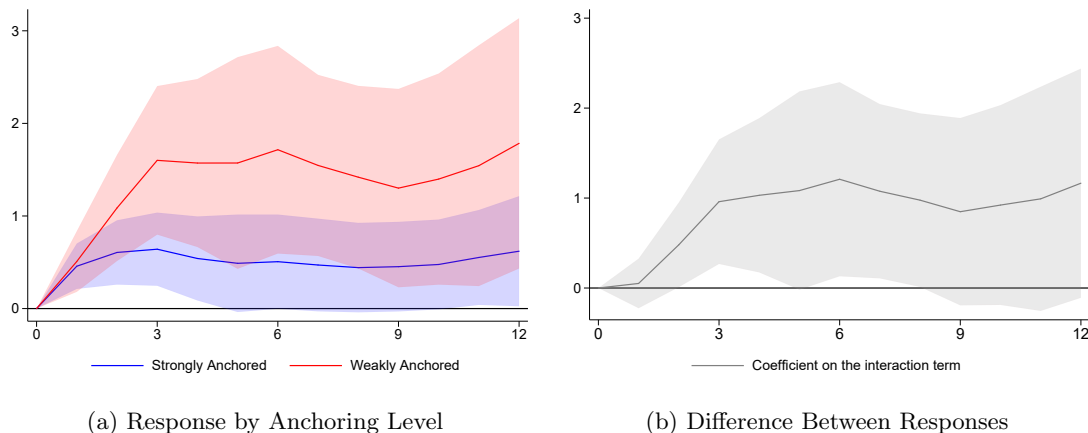 3
2
1
0
0 3 6 9 12
Strongly Anchored Weakly Anchored
(a) Response by Anchoring Level
3
2
1
0
0 3 6 9 12
Coefficient on the interaction term
(b) Difference Between Responses